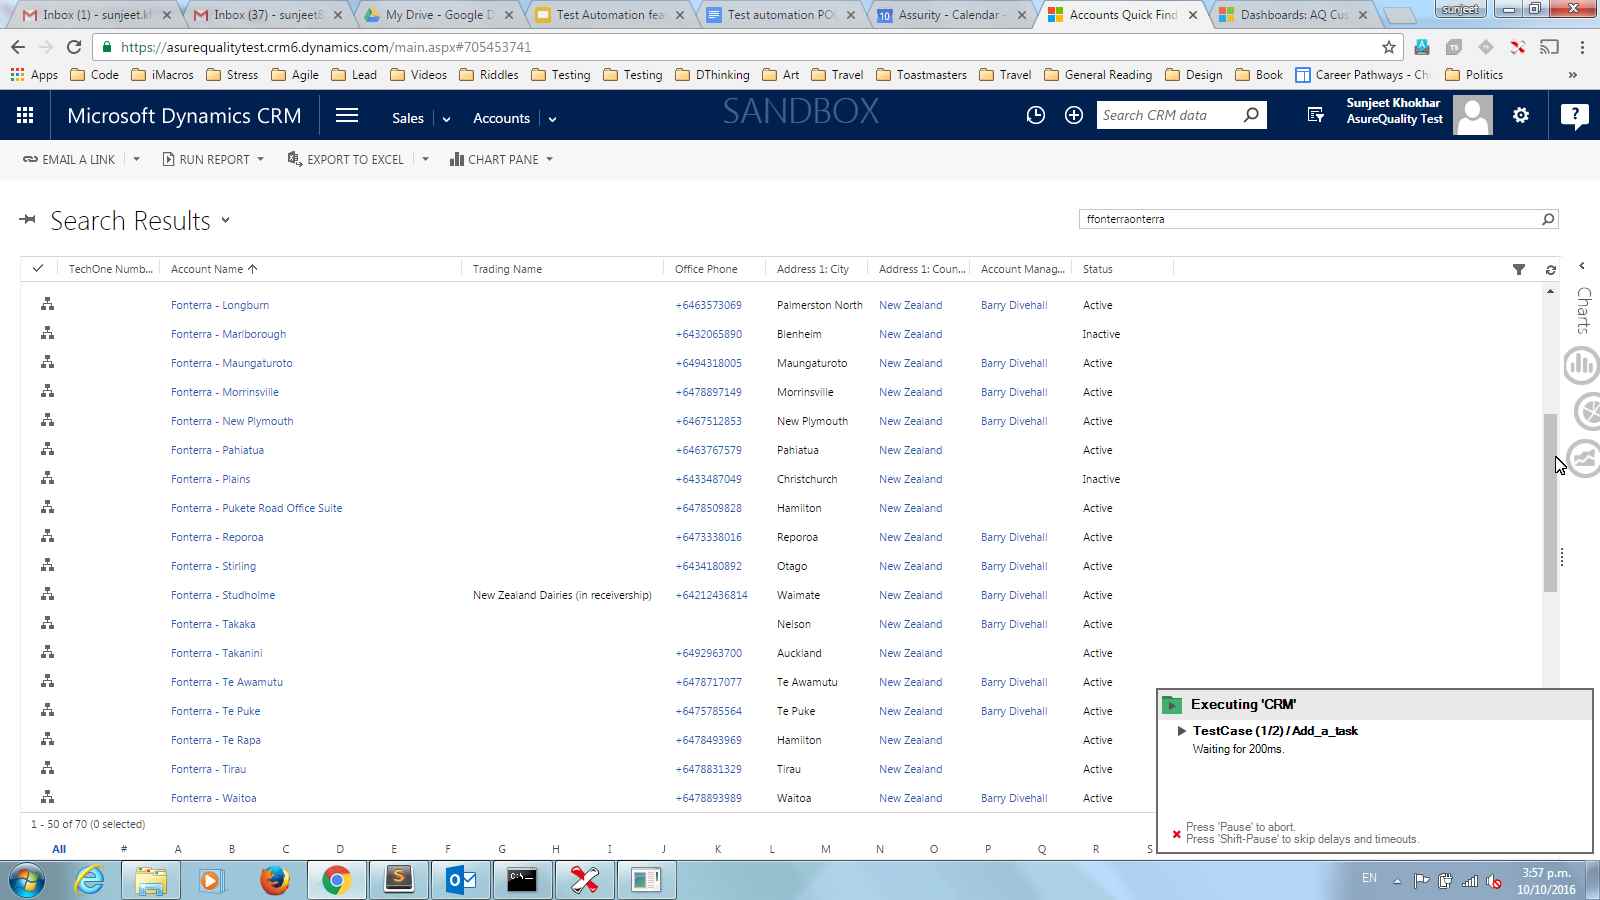 Inbox (1) - sunjeet.kh
Inbox (37) - sunjeet8
My Drive - Google D
Test Automation fea
Test automation POC
Assurity - Calendar -
Accounts Quick Find
Dashboards: AQ Cus
sunjeet
https://asurequalitytest.crm6.dynamics.com/main.aspx#705453741
Apps Code iMacros Stress Agile Lead Videos Riddles Testing Testing DThinking Art Travel Toastmasters Travel General Reading Design Book Career Pathways - Ch Politics »
Microsoft Dynamics CRM Sales Accounts SANDBOX Search CRM data
Sunjeet Khokhar
AsureQuality Test
EMAIL A LINK RUN REPORT EXPORT TO EXCEL CHART PANE
Search Results
ffonterraonterra
TechOne Numb... Account Name Trading Name Office Phone Address 1: City Address 1: Coun... Account Manag... Status
Charts
Fonterra - Longburn +6463573069 Palmerston North New Zealand Barry Divehall Active
Fonterra - Marlborough +6432065890 Blenheim New Zealand Inactive
Fonterra - Maungaturoto +6494318005 Maungaturoto New Zealand Barry Divehall Active
Fonterra - Morrinsville +6478897149 Morrinsville New Zealand Barry Divehall Active
Fonterra - New Plymouth +6467512853 New Plymouth New Zealand Barry Divehall Active
Fonterra - Pahiatua +6463767579 Pahiatua New Zealand Active
Fonterra - Plains +6433487049 Christchurch New Zealand Inactive
Fonterra - Pukete Road Office Suite +6478509828 Hamilton New Zealand Active
Fonterra - Reporoa +6473338016 Reporoa New Zealand Barry Divehall Active
Fonterra - Stirling +6434180892 Otago New Zealand Barry Divehall Active
Fonterra - Studholme New Zealand Dairies (in receivership) +64212436814 Waimate New Zealand Barry Divehall Active
Fonterra - Takaka Nelson New Zealand Barry Divehall Active
Fonterra - Takanini +6492963700 Auckland New Zealand Active
Fonterra - Te Awamutu +6478717077 Te Awamutu New Zealand Barry Divehall Active
Fonterra - Te Puke +6475785564 Te Puke New Zealand Barry Divehall Active
Fonterra - Te Rapa +6478493969 Hamilton New Zealand Active
Fonterra - Tirau +6478831329 Tirau New Zealand Active
Fonterra - Waitoa +6478893989 Waitoa New Zealand Barry Divehall Active
1 - 50 of 70 (0 selected)
All # A B C D E F G H I J K L M N O P Q R S
Executing 'CRM'
TestCase (1/2) / Add_a_task
Waiting for 200ms.
Press 'Pause' to abort.
Press 'Shift-Pause' to skip delays and timeouts.
EN
3:57 p.m.
10/10/2016